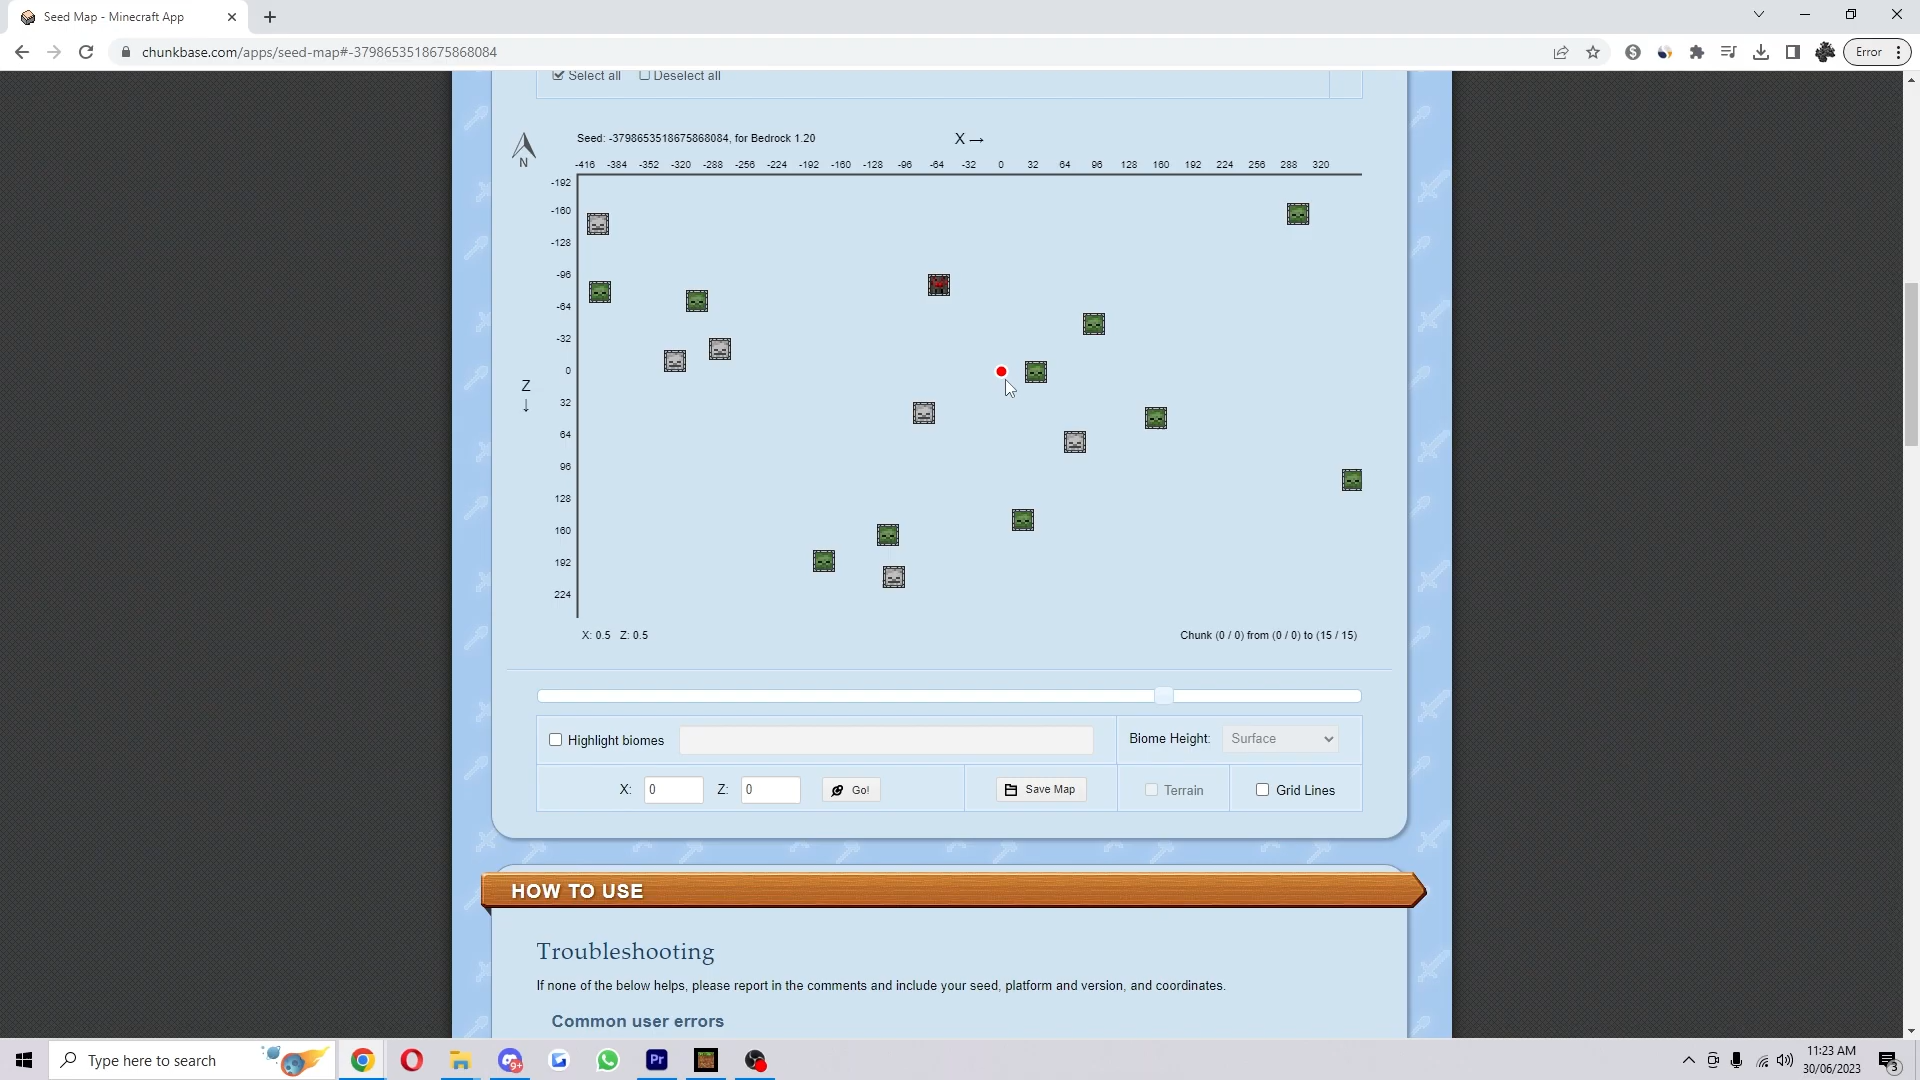 Seed Map - Minecraft App
chunkbase.com/apps/seed-map#-3798653518675868084
Error
Select all
Deselect all
Seed: -3798653518675868084, for Bedrock 1.20
X →
N
-416 -384 -352 -320 -288 -256 -224 -192 -160 -128 -96 -64 -32 0 32 64 96 128 160 192 224 256 288 320
-192
-160
-128
-96
-64
-32
0
Z
↓
32
64
96
128
160
192
224
X: 0.5 Z: 0.5
Chunk (0 / 0) from (0 / 0) to (15 / 15)
Highlight biomes
Biome Height: Surface
X: 0 Z: 0 Go!
Save Map
Terrain
Grid Lines
HOW TO USE
Troubleshooting
If none of the below helps, please report in the comments and include your seed, platform and version, and coordinates.
Common user errors
Type here to search
9+
Pr
11:23 AM
30/06/2023
3